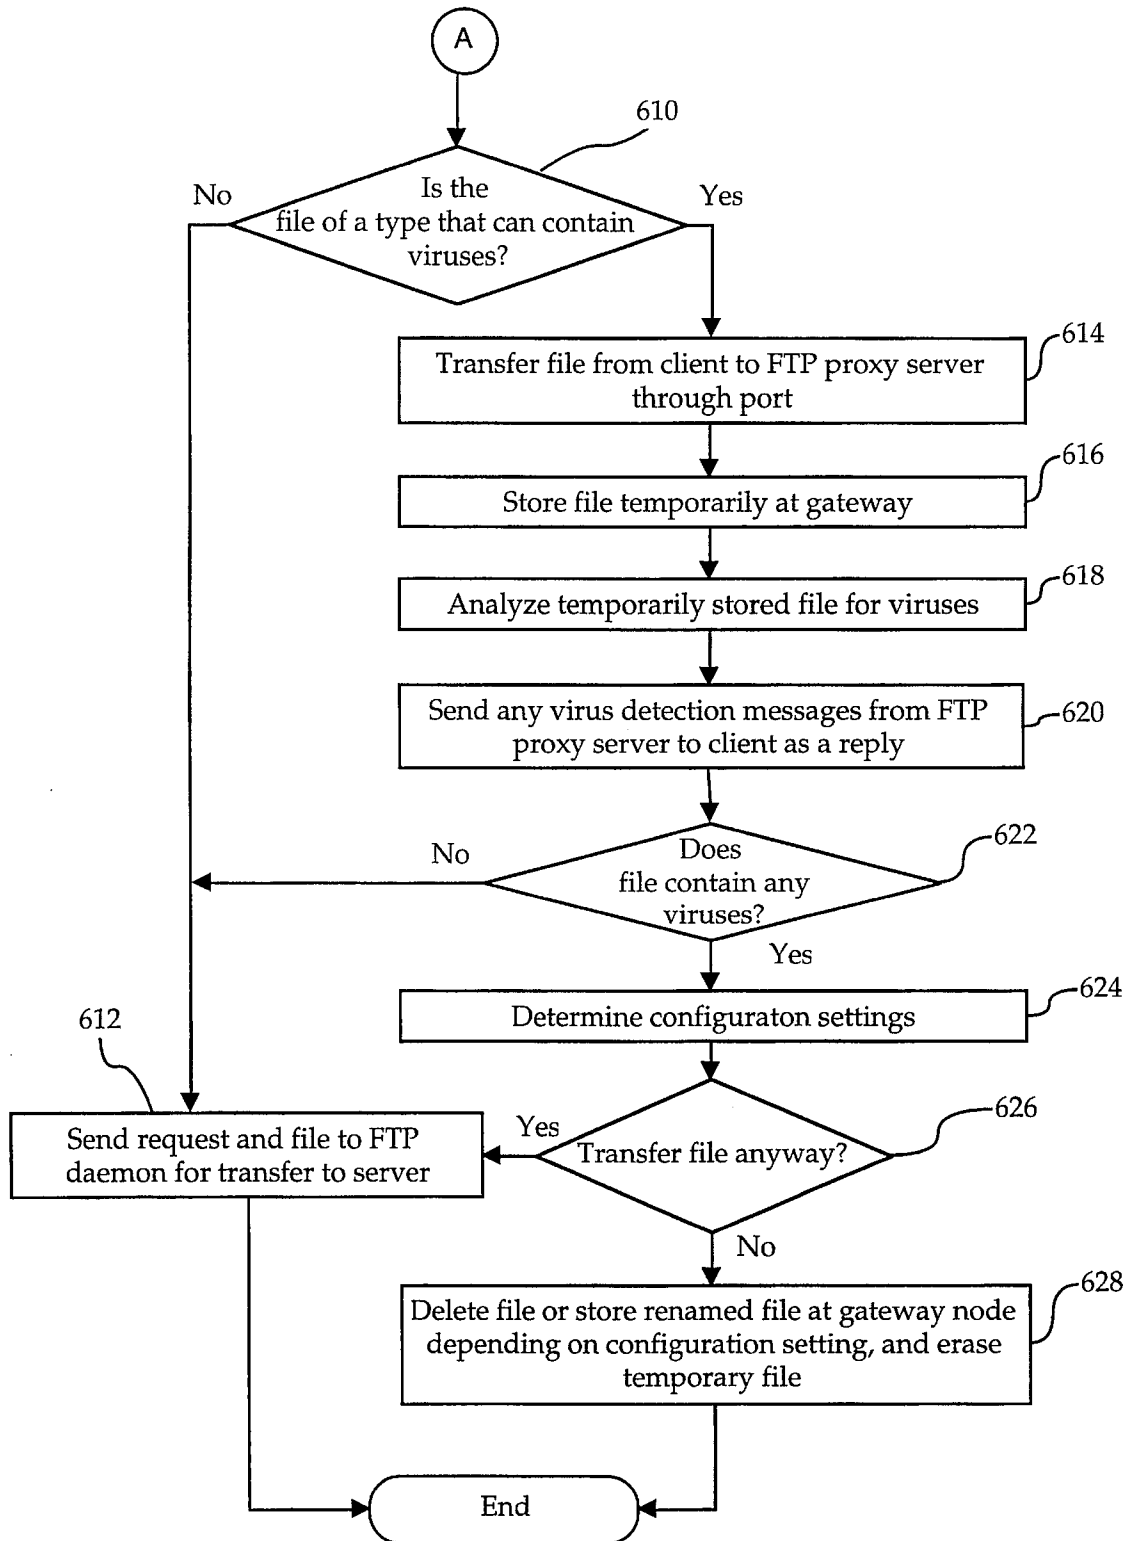 A
610
No
Yes
Is the
file of a type that can contain
viruses?
614
Transfer file from client to FTP proxy server
through port
616
Store file temporarily at gateway
618
Analyze temporarily stored file for viruses
620
Send any virus detection messages from FTP
proxy server to client as a reply
622
No
Does
file contain any
viruses?
Yes
624
Determine configuraton settings
612
626
Send request and file to FTP
daemon for transfer to server
Yes
Transfer file anyway?
No
628
Delete file or store renamed file at gateway node
depending on configuration setting, and erase
temporary file
End